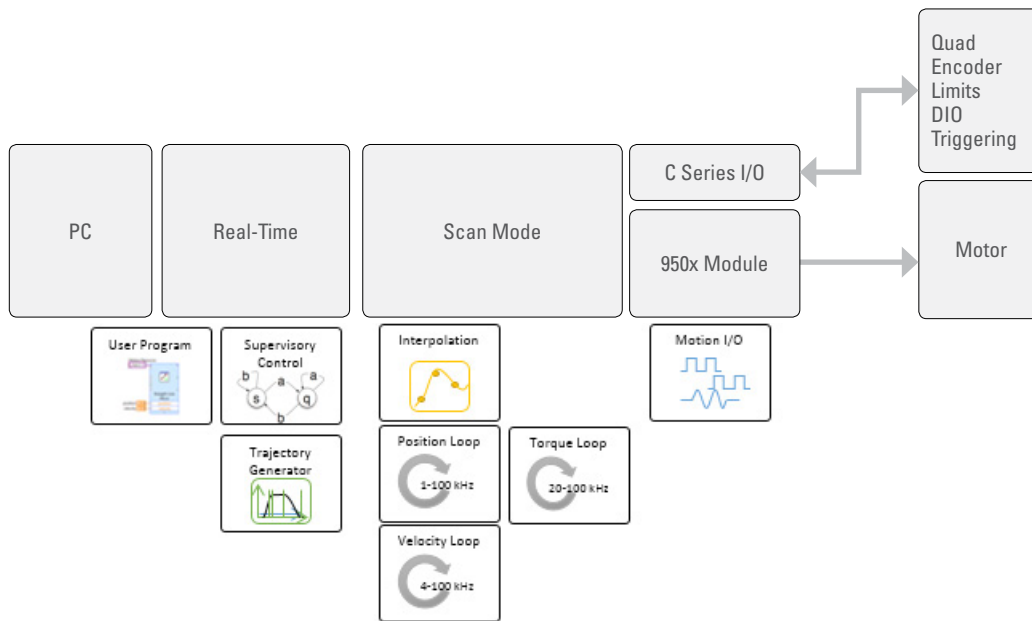 Quad
Encoder
Limits
DIO
Triggering
PC
Real-Time
Scan Mode
C Series I/O
950x Module
Motor
User Program
Supervisory
Control
b
a
a
s
q
b
Trajectory
Generator
Interpolation
Position Loop
1-100 kHz
Torque Loop
20-100 kHz
Velocity Loop
4-100 kHz
Motion I/O